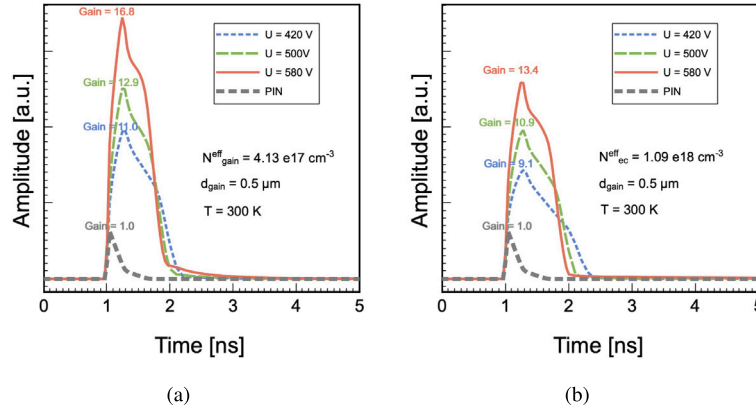 Gain = 16.8
Gain = 12.9
Gain = 11.0
Gain = 1.0
U = 420 V
U = 500V
U = 580 V
PIN
N^eff_gain = 4.13 e17 cm^-3
d_gain = 0.5 μm
T = 300 K
Amplitude [a.u.]
0 1 2 3 4 5
Time [ns]
(a)
Gain = 13.4
Gain = 10.9
Gain = 9.1
Gain = 1.0
U = 420 V
U = 500V
U = 580 V
PIN
N^eff_ec = 1.09 e18 cm^-3
d_gain = 0.5 μm
T = 300 K
Amplitude [a.u.]
0 1 2 3 4 5
Time [ns]
(b)